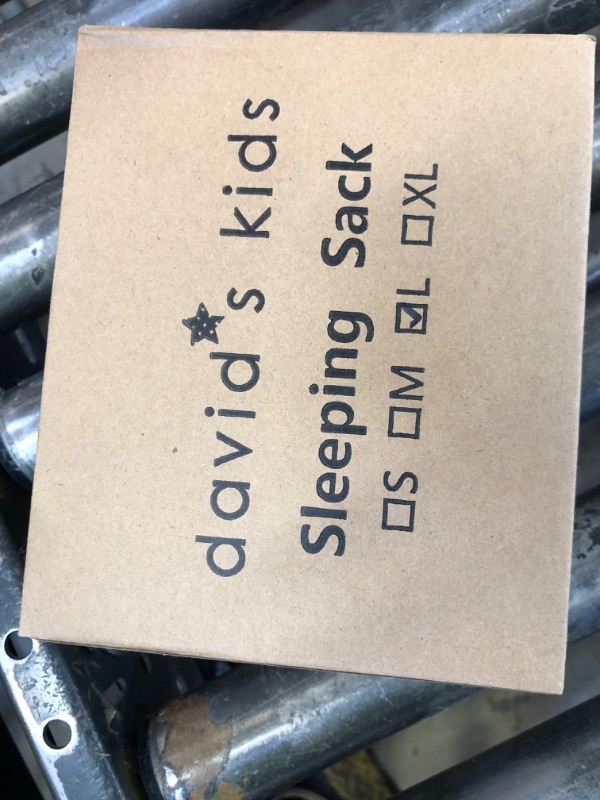 david's kids
Sleeping Sack
☐S ☐M ☑L ☐XL